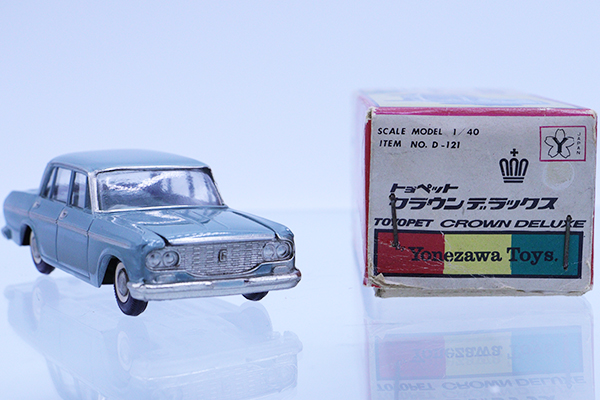 SCALE MODEL 1/40
ITEM NO. D-121
Y JAPAN
トヨペット
クラウンデラックス
TOYOPET CROWN DELUXE
Yonezawa Toys.